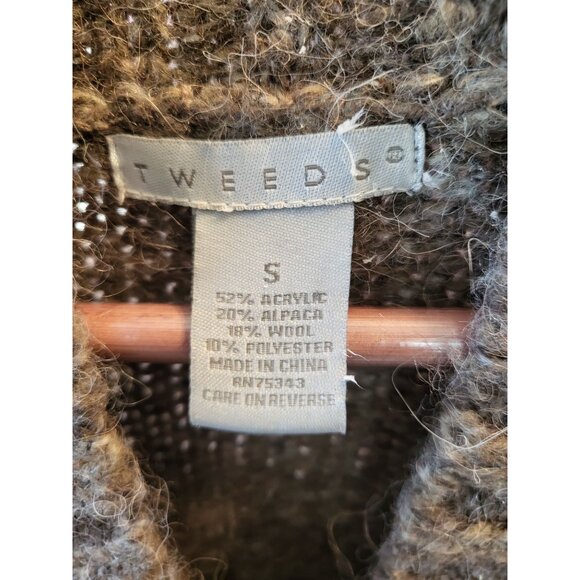 TWEEDS®
S
52% ACRYLIC
20% ALPACA
18% WOOL
10% POLYESTER
MADE IN CHINA
RN75343
CARE ON REVERSE